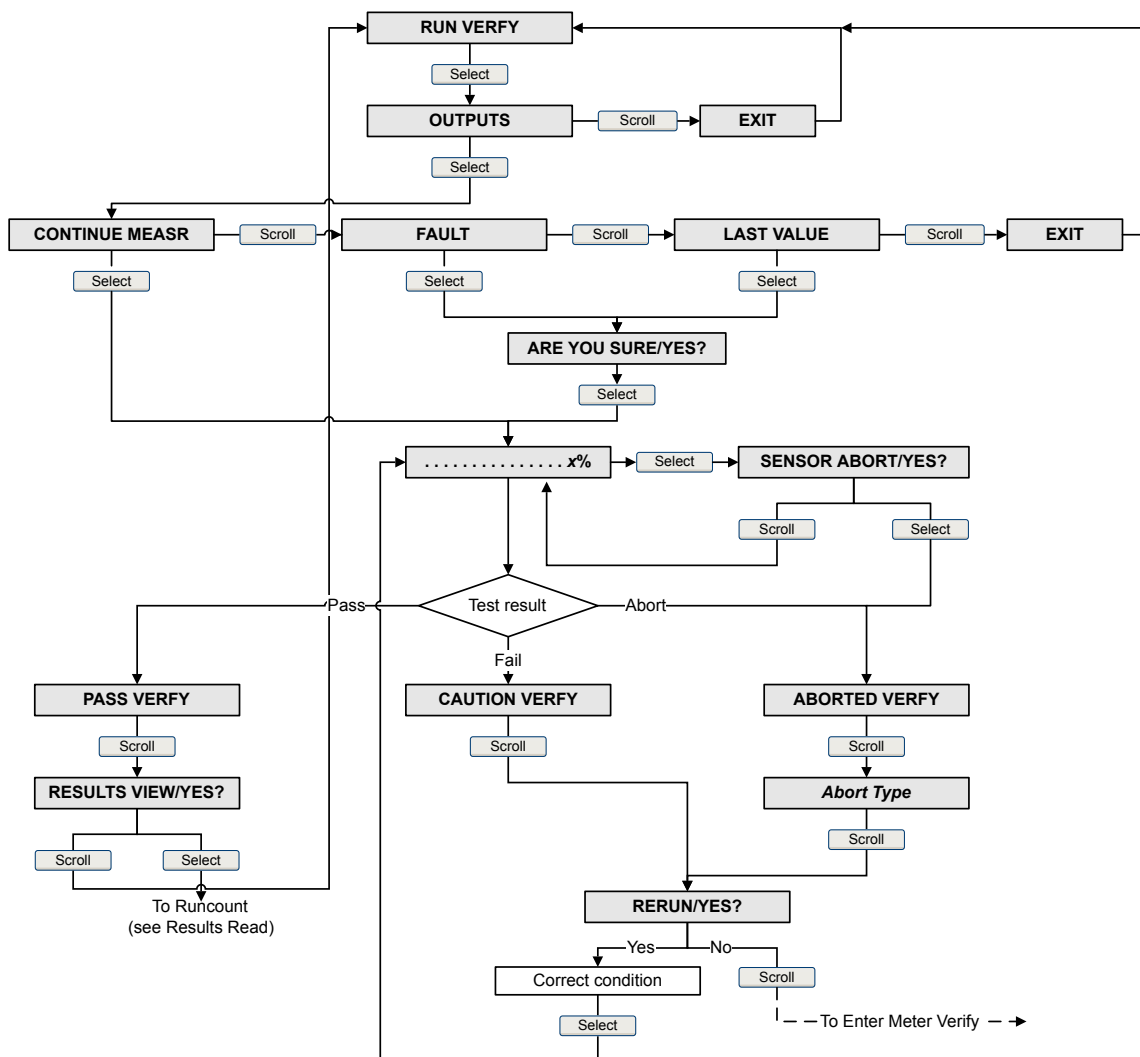 RUN VERFY
Select
OUTPUTS
Scroll
EXIT
Select
CONTINUE MEASR
Scroll
FAULT
Scroll
LAST VALUE
Scroll
EXIT
Select
Select
Select
ARE YOU SURE/YES?
Select
. . . . . . . . . . . . . . . x%
Select
SENSOR ABORT/YES?
Scroll
Select
Pass
Test result
Abort
Fail
PASS VERFY
CAUTION VERFY
ABORTED VERFY
Scroll
Scroll
Scroll
RESULTS VIEW/YES?
Abort Type
Scroll
Select
Scroll
To Runcount
(see Results Read)
RERUN/YES?
Yes
No
Correct condition
Scroll
Select
To Enter Meter Verify